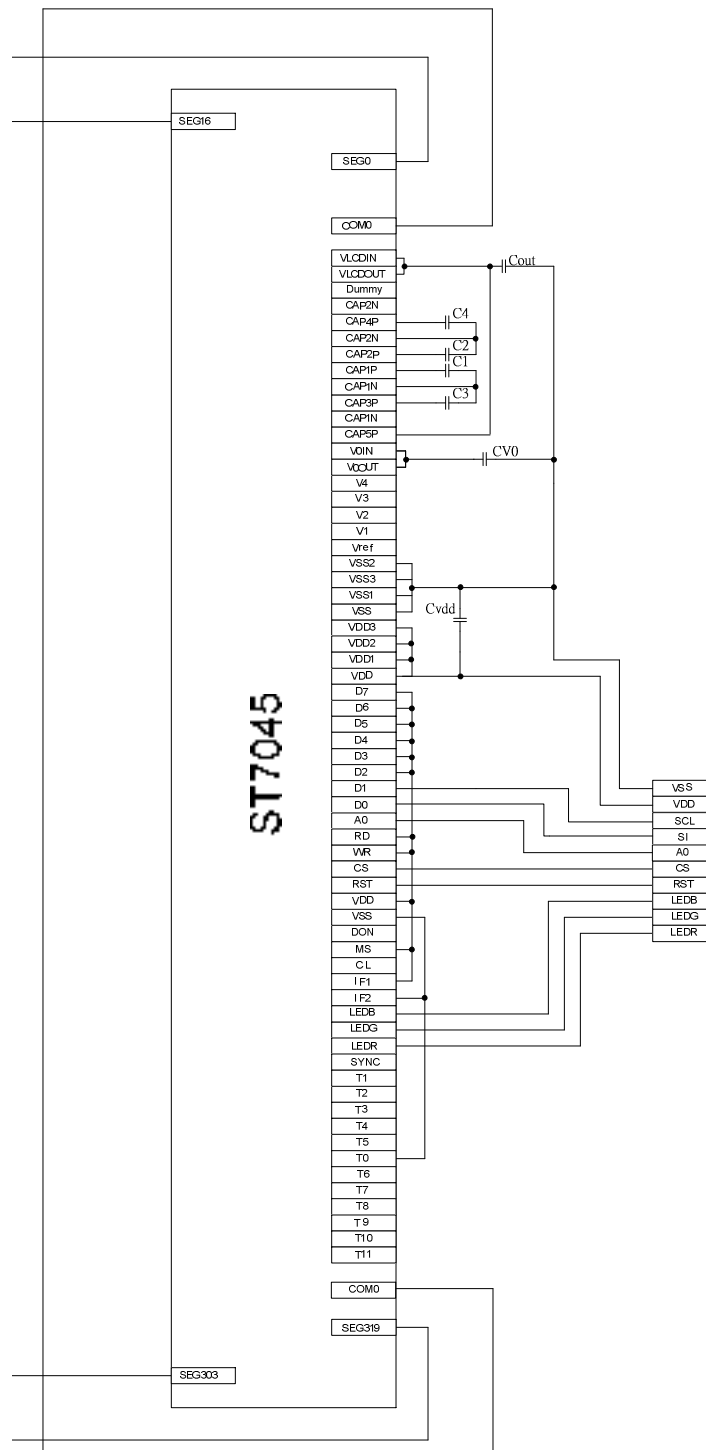 SEG16
SEG0
COM0
VLCDIN
VLCDOUT
Dummy
CAP2N
CAP4P
CAP2N
CAP2P
CAP1P
CAP1N
CAP3P
CAP1N
CAP5P
V0IN
V0OUT
V4
V3
V2
V1
Vref
VSS2
VSS3
VSS1
VSS
VDD3
VDD2
VDD1
VDD
D7
D6
D5
D4
D3
D2
D1
D0
A0
RD
WR
CS
RST
VDD
VSS
DON
MS
CL
IF1
IF2
LEDB
LEDG
LEDR
SYNC
T1
T2
T3
T4
T5
T0
T6
T7
T8
T9
T10
T11
COM0
SEG319
SEG303
ST7045
Cout
C4
C2
C1
C3
CV0
Cvdd
VSS
VDD
SCL
SI
A0
CS
RST
LEDB
LEDG
LEDR